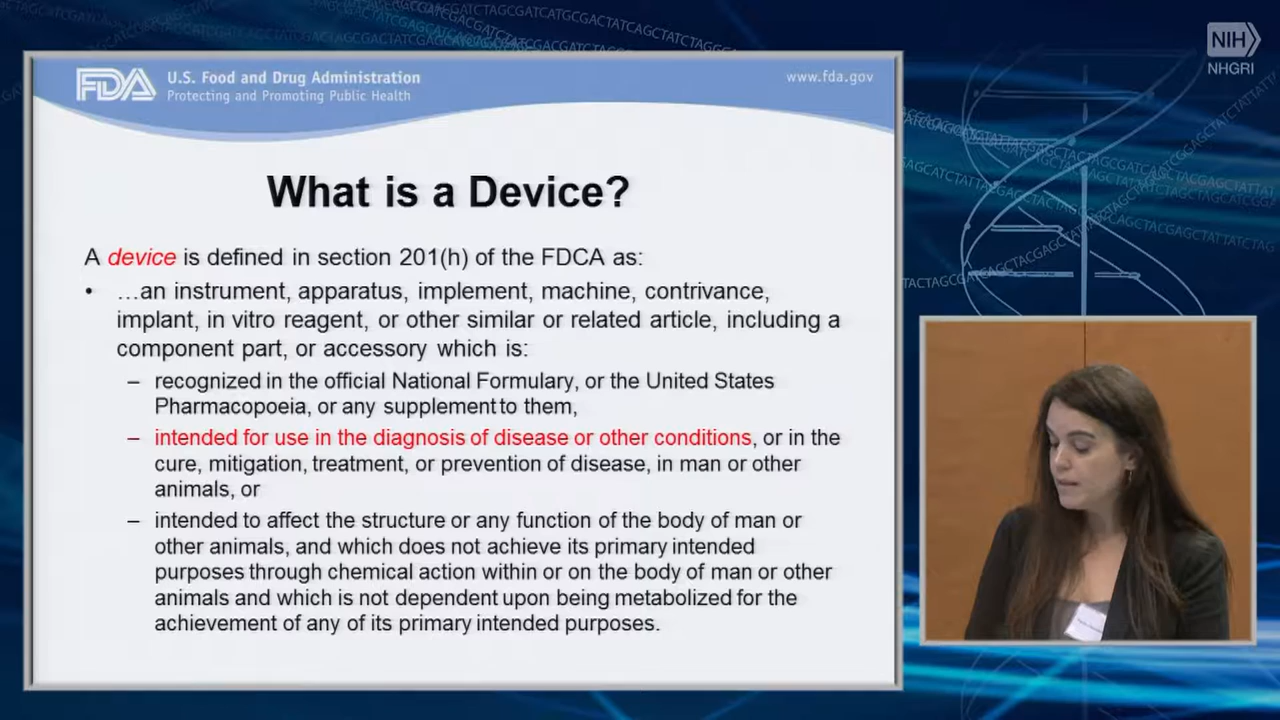 NIH
NHGRI
FDA
U.S. Food and Drug Administration
Protecting and Promoting Public Health
www.fda.gov
What is a Device?
A device is defined in section 201(h) of the FDCA as:
• …an instrument, apparatus, implement, machine, contrivance,
implant, in vitro reagent, or other similar or related article, including a
component part, or accessory which is:
– recognized in the official National Formulary, or the United States
Pharmacopoeia, or any supplement to them,
– intended for use in the diagnosis of disease or other conditions, or in the
cure, mitigation, treatment, or prevention of disease, in man or other
animals, or
– intended to affect the structure or any function of the body of man or
other animals, and which does not achieve its primary intended
purposes through chemical action within or on the body of man or other
animals and which is not dependent upon being metabolized for the
achievement of any of its primary intended purposes.